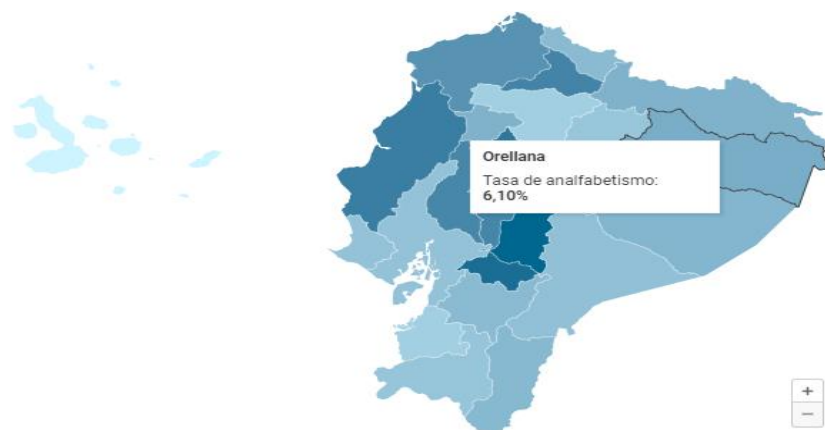 Orellana
Tasa de analfabetismo:
6,10%
+
−